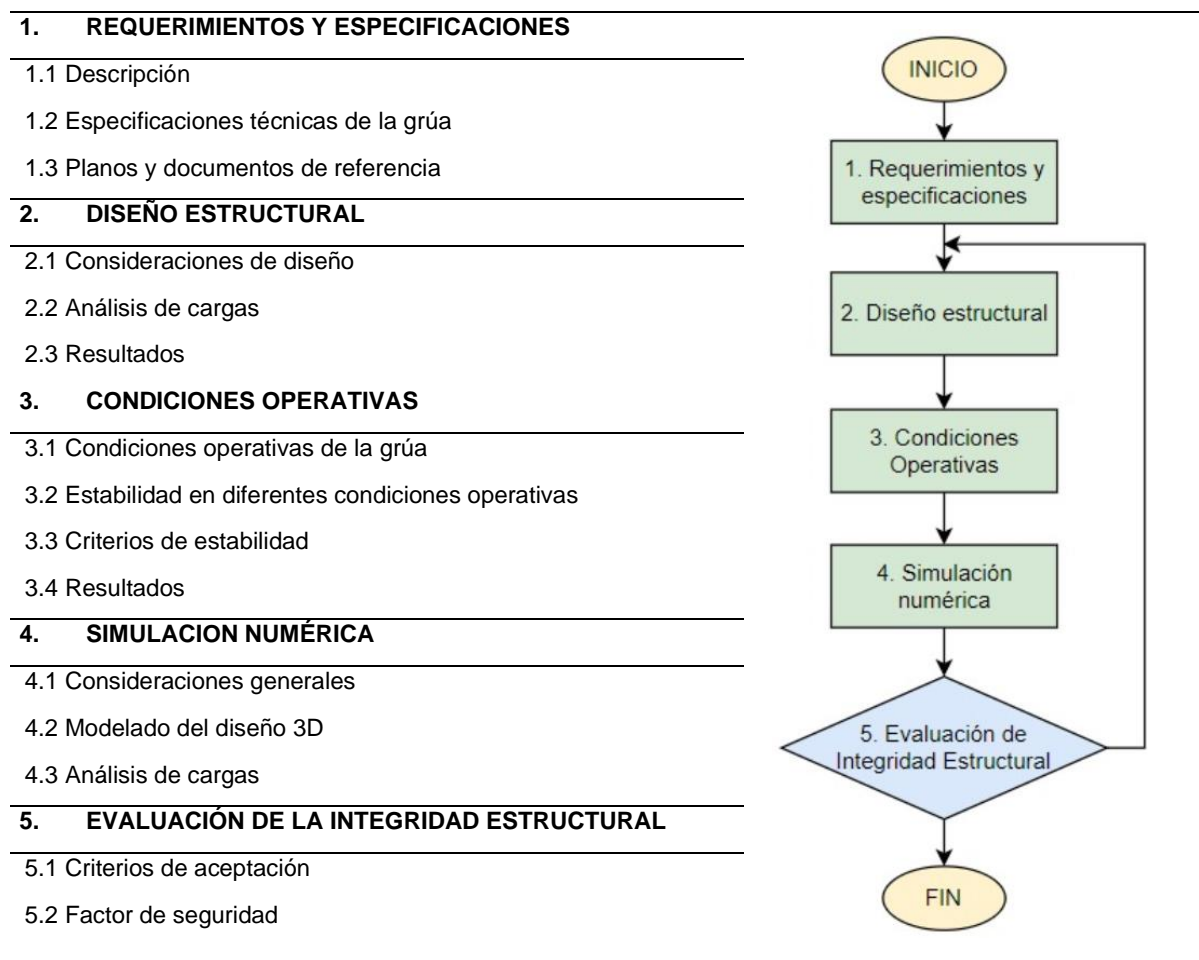 1. REQUERIMIENTOS Y ESPECIFICACIONES
1.1 Descripción
1.2 Especificaciones técnicas de la grúa
1.3 Planos y documentos de referencia
2. DISEÑO ESTRUCTURAL
2.1 Consideraciones de diseño
2.2 Análisis de cargas
2.3 Resultados
3. CONDICIONES OPERATIVAS
3.1 Condiciones operativas de la grúa
3.2 Estabilidad en diferentes condiciones operativas
3.3 Criterios de estabilidad
3.4 Resultados
4. SIMULACION NUMÉRICA
4.1 Consideraciones generales
4.2 Modelado del diseño 3D
4.3 Análisis de cargas
5. EVALUACIÓN DE LA INTEGRIDAD ESTRUCTURAL
5.1 Criterios de aceptación
5.2 Factor de seguridad
INICIO
1. Requerimientos y
especificaciones
2. Diseño estructural
3. Condiciones
Operativas
4. Simulación
numérica
5. Evaluación de
Integridad Estructural
FIN